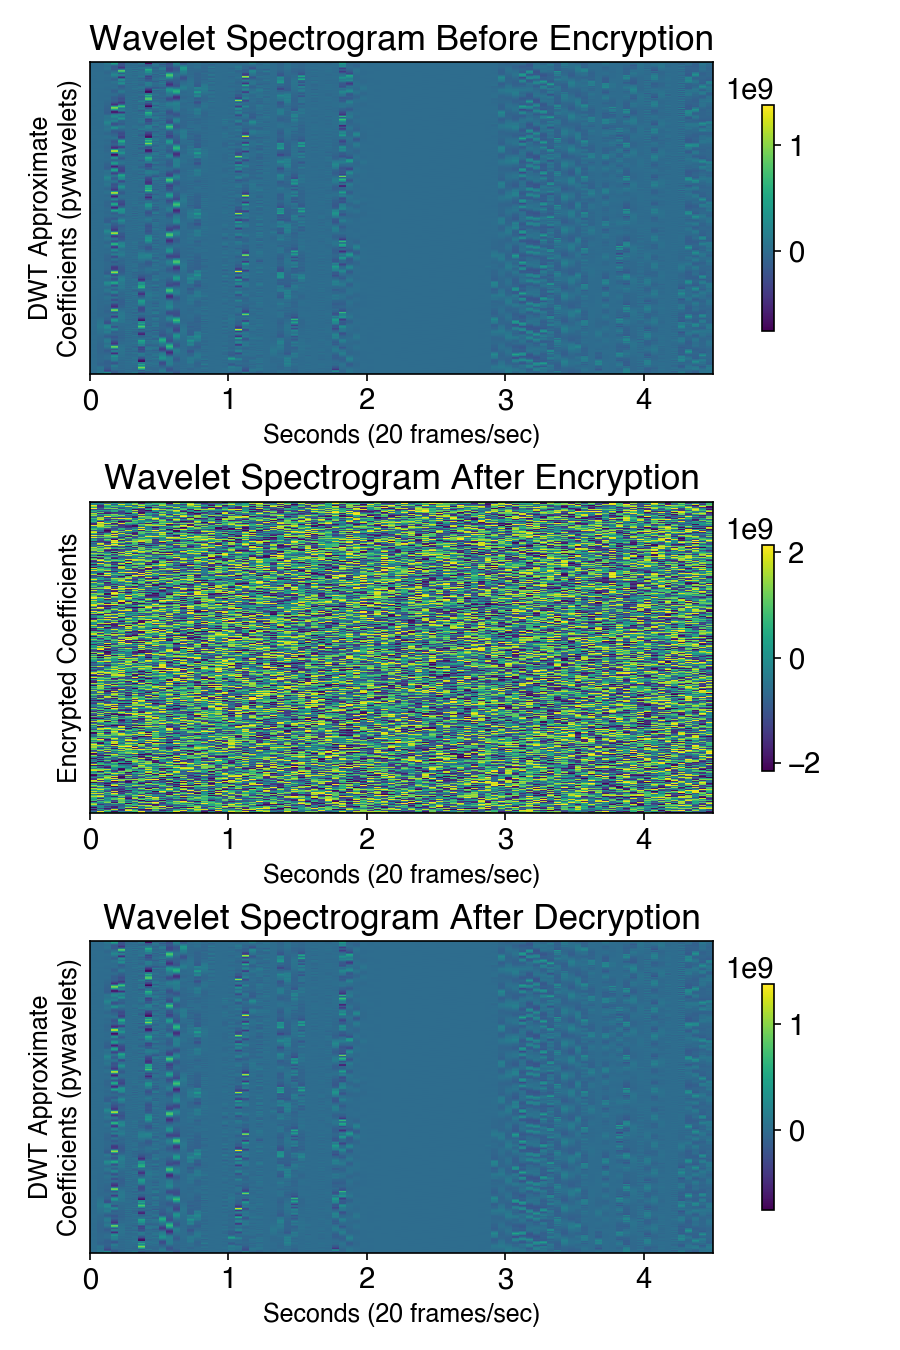 Wavelet Spectrogram Before Encryption
DWT Approximate
Coefficients (pywavelets)
1e9
1
0
0 1 2 3 4
Seconds (20 frames/sec)
Wavelet Spectrogram After Encryption
Encrypted Coefficients
1e9
2
0
−2
0 1 2 3 4
Seconds (20 frames/sec)
Wavelet Spectrogram After Decryption
DWT Approximate
Coefficients (pywavelets)
1e9
1
0
0 1 2 3 4
Seconds (20 frames/sec)